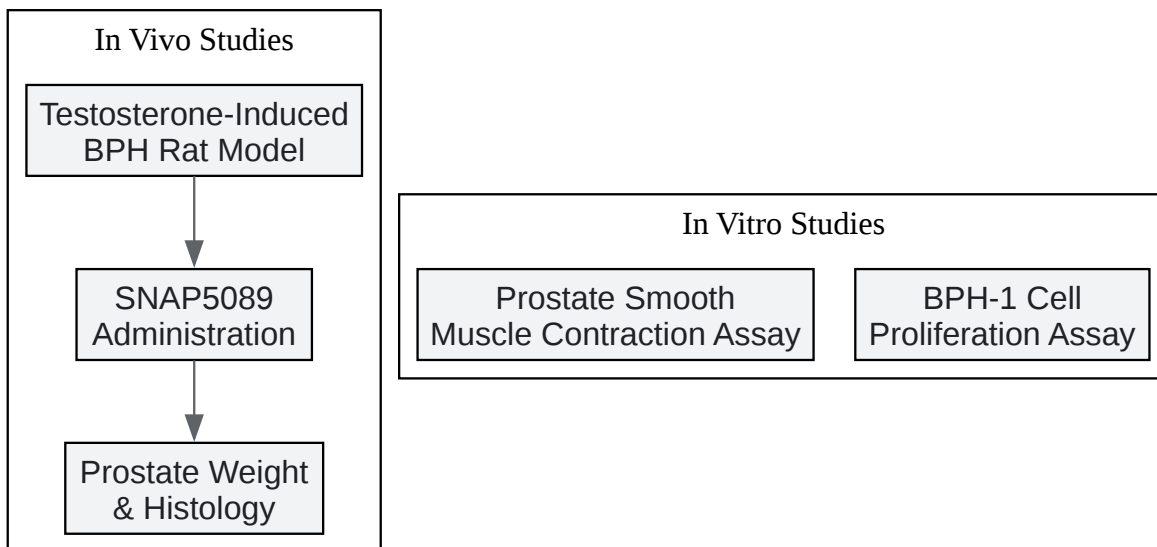 In Vivo Studies
Testosterone-Induced
BPH Rat Model
SNAP5089
Administration
Prostate Weight
& Histology
In Vitro Studies
Prostate Smooth
Muscle Contraction Assay
BPH-1 Cell
Proliferation Assay